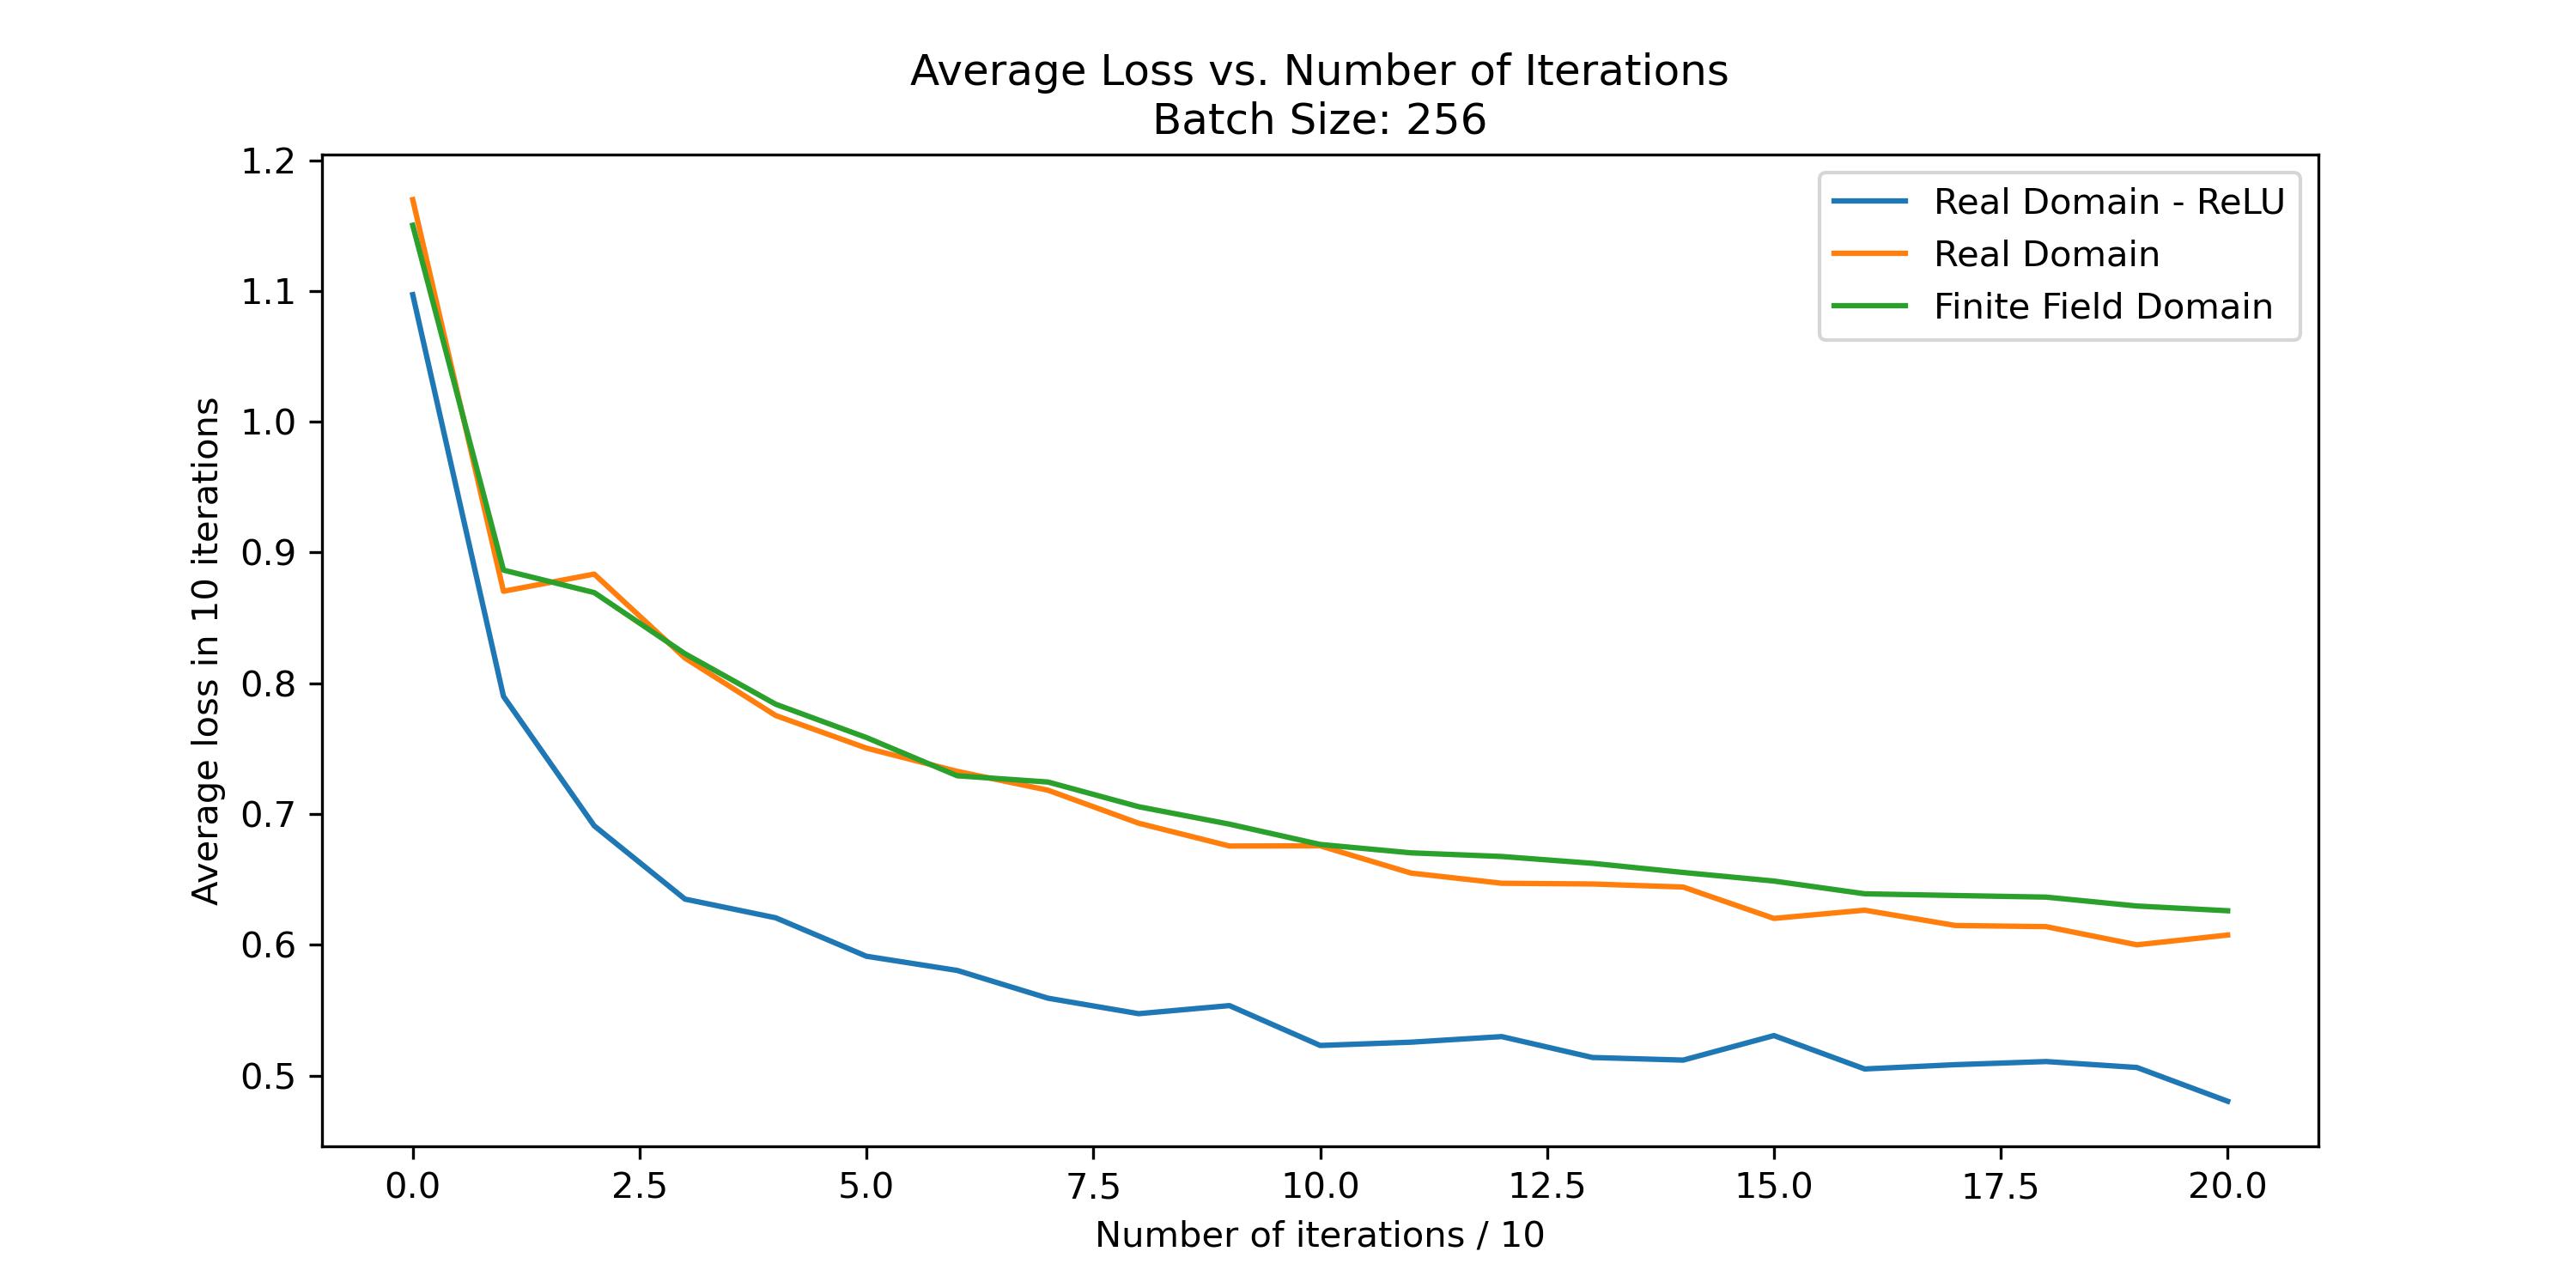 Average Loss vs. Number of Iterations
Batch Size: 256
1.2
1.1
1.0
0.9
0.8
0.7
0.6
0.5
Average loss in 10 iterations
Real Domain - ReLU
Real Domain
Finite Field Domain
0.0 2.5 5.0 7.5 10.0 12.5 15.0 17.5 20.0
Number of iterations / 10